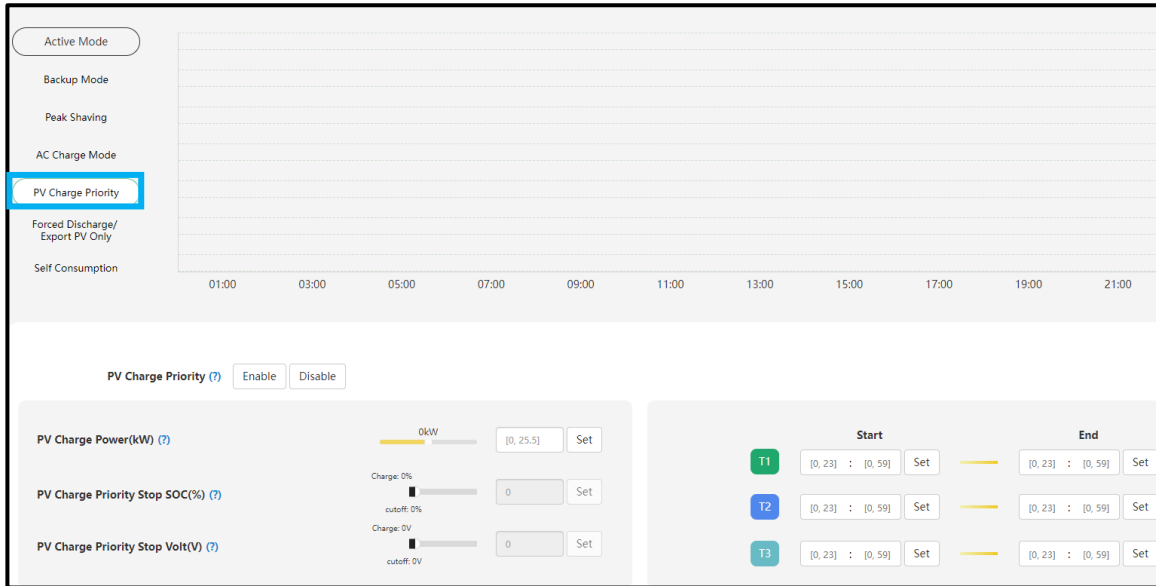 Active Mode
Backup Mode
Peak Shaving
AC Charge Mode
PV Charge Priority
Forced Discharge/
Export PV Only
Self Consumption
01:00 03:00 05:00 07:00 09:00 11:00 13:00 15:00 17:00 19:00 21:00
PV Charge Priority (?) Enable Disable
PV Charge Power(kW) (?) 0kW [0, 25.5] Set
PV Charge Priority Stop SOC(%) (?) Charge: 0% cutoff: 0% 0 Set
PV Charge Priority Stop Volt(V) (?) Charge: 0V cutoff: 0V 0 Set
Start End
T1 [0, 23] : [0, 59] Set [0, 23] : [0, 59] Set
T2 [0, 23] : [0, 59] Set [0, 23] : [0, 59] Set
T3 [0, 23] : [0, 59] Set [0, 23] : [0, 59] Set